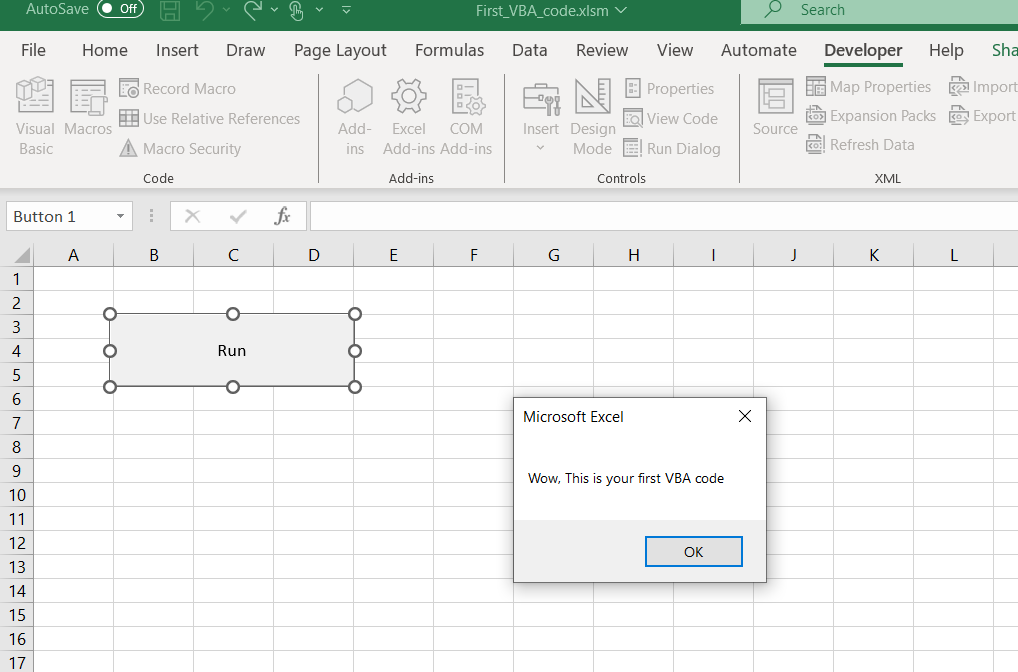 AutoSave Off First_VBA_code.xlsm Search
File Home Insert Draw Page Layout Formulas Data Review View Automate Developer Help Sha
Visual Basic
Macros
Record Macro
Use Relative References
Macro Security
Code
Add-ins
Excel Add-ins
COM Add-ins
Add-ins
Insert
Design Mode
Properties
View Code
Run Dialog
Controls
Source
Map Properties
Expansion Packs
Refresh Data
Import
Export
XML
Button 1 fx
A B C D E F G H I J K L
1
2
3
4
Run
5
6
7
Microsoft Excel
8
9
Wow, This is your first VBA code
10
11
12
OK
13
14
15
16
17